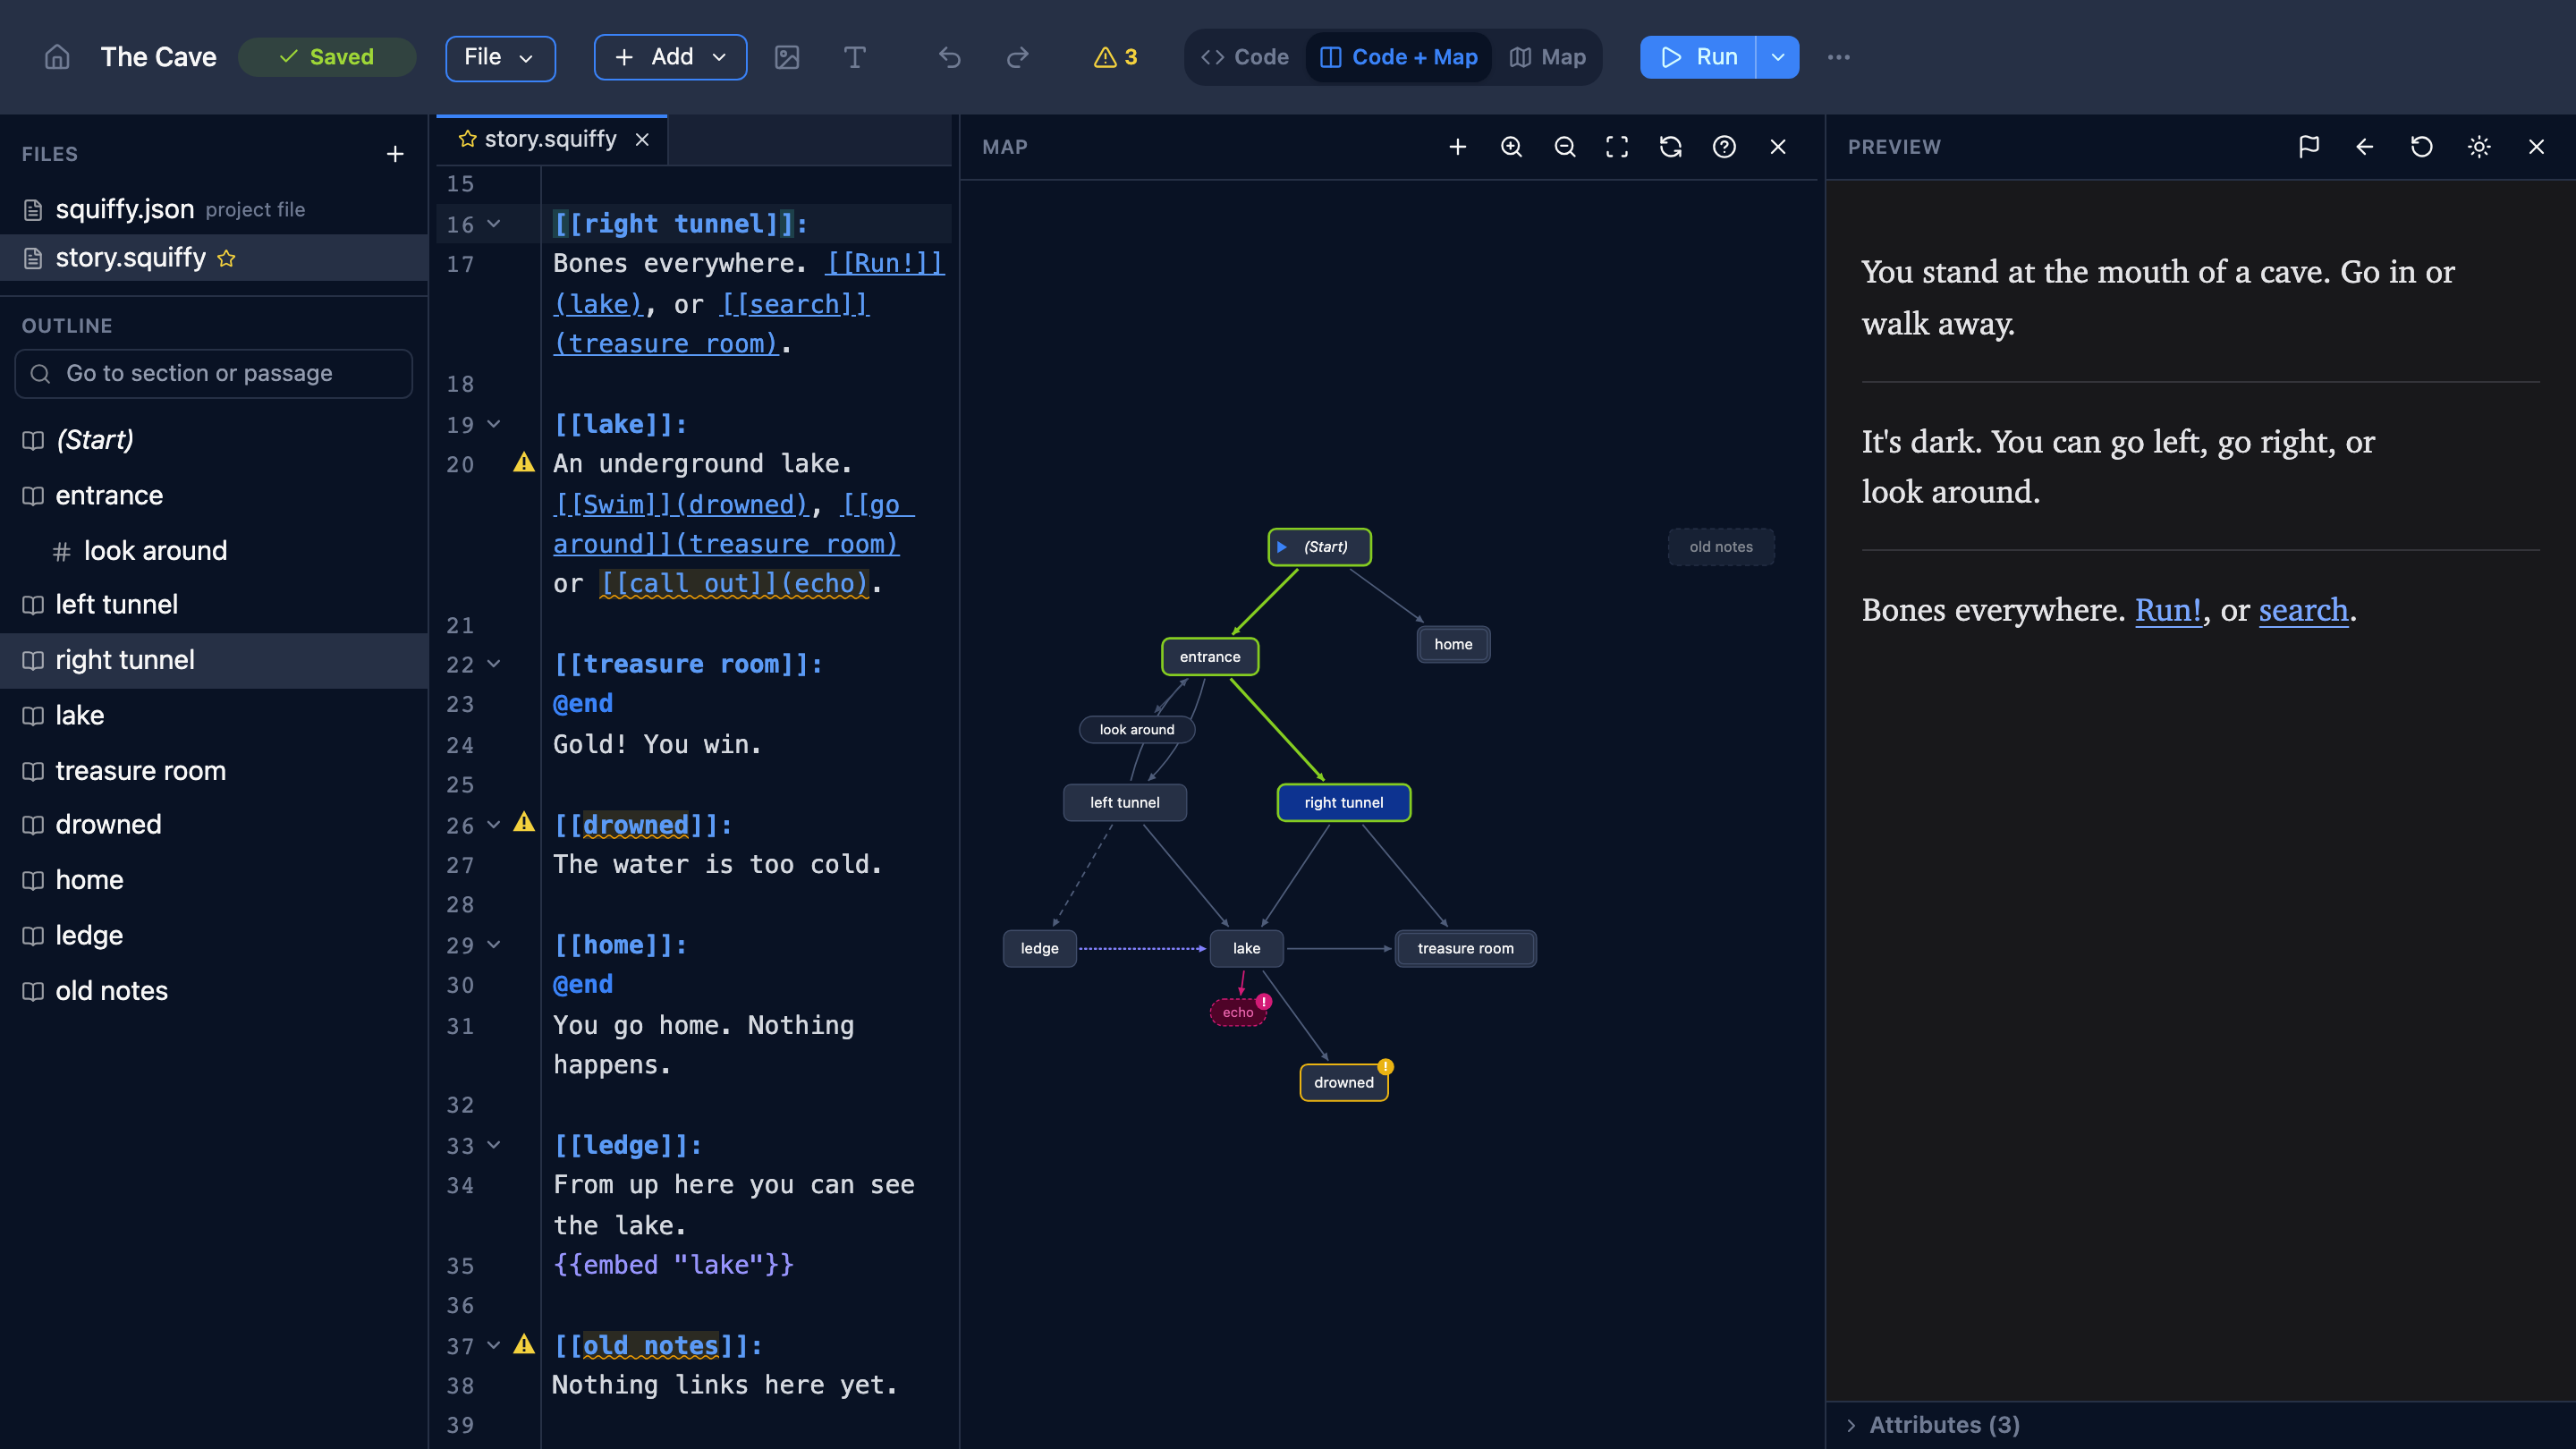 The Cave
Saved
File
Add
3
Code
Code + Map
Map
Run
FILES
squiffy.json project file
story.squiffy
OUTLINE
Go to section or passage
(Start)
entrance
# look around
left tunnel
right tunnel
lake
treasure room
drowned
home
ledge
old notes
story.squiffy
15
16 [[right tunnel]]:
17 Bones everywhere. [[Run!]]
(lake), or [[search]]
(treasure room).
18
19 [[lake]]:
20 An underground lake.
[[Swim]](drowned), [[go
around]](treasure room)
or [[call out]](echo).
21
22 [[treasure room]]:
23 @end
24 Gold! You win.
25
26 [[drowned]]:
27 The water is too cold.
28
29 [[home]]:
30 @end
31 You go home. Nothing
happens.
32
33 [[ledge]]:
34 From up here you can see
the lake.
35 {{embed "lake"}}
36
37 [[old notes]]:
38 Nothing links here yet.
39
MAP
(Start)
old notes
home
entrance
look around
left tunnel
right tunnel
ledge
lake
treasure room
echo
!
drowned
!
PREVIEW
You stand at the mouth of a cave. Go in or
walk away.
It's dark. You can go left, go right, or
look around.
Bones everywhere. Run!, or search.
Attributes (3)